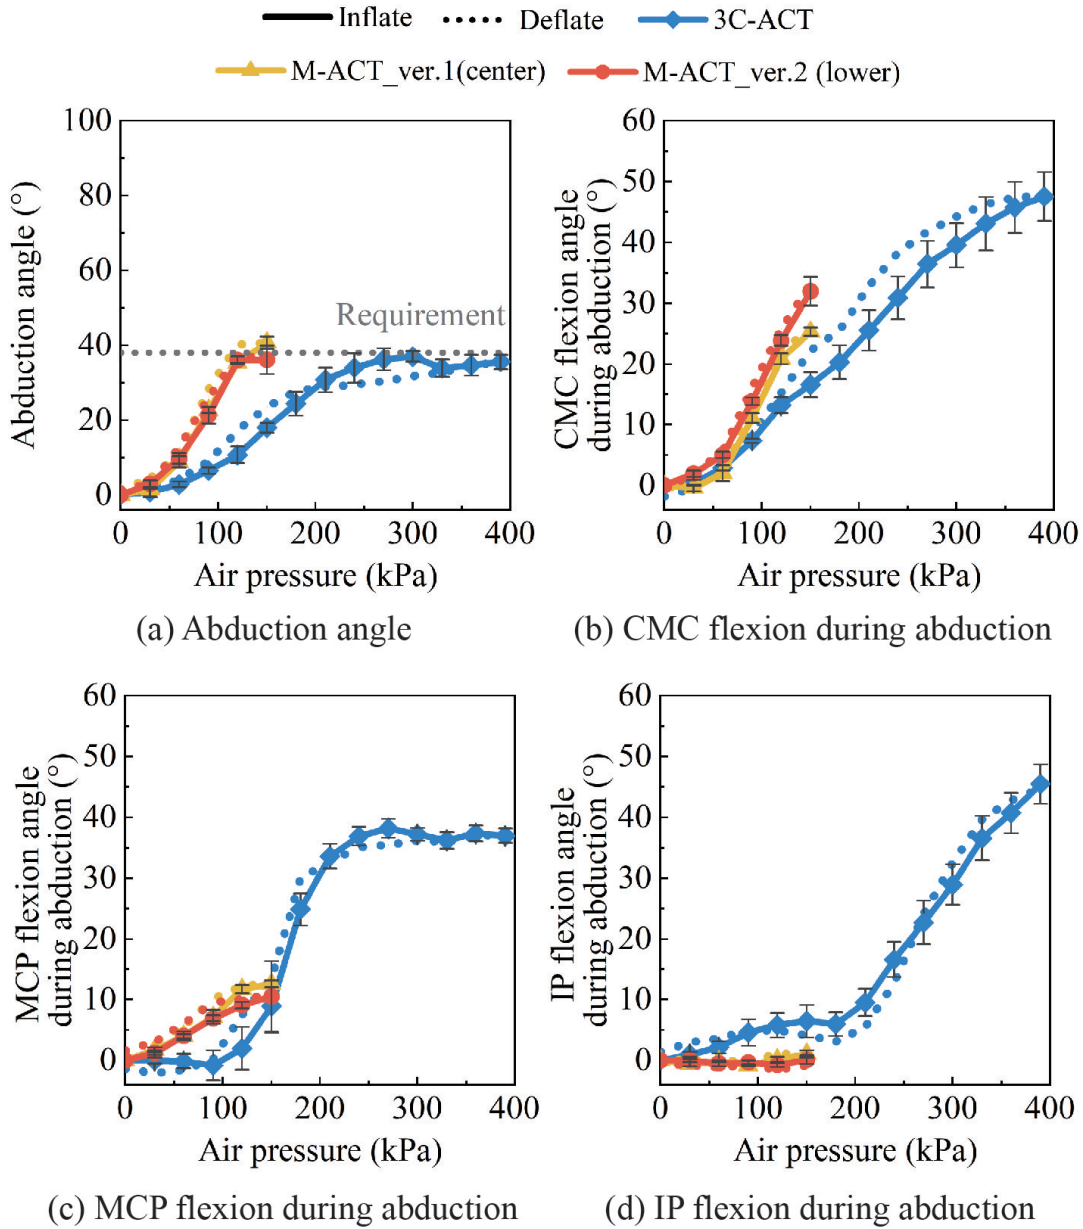 Inflate Deflate 3C-ACT
M-ACT_ver.1(center) M-ACT_ver.2 (lower)
100
80
60
40
20
0
Abduction angle (°)
Requirement
0 100 200 300 400
Air pressure (kPa)
(a) Abduction angle
60
50
40
30
20
10
0
CMC flexion angle
during abduction (°)
0 100 200 300 400
Air pressure (kPa)
(b) CMC flexion during abduction
60
50
40
30
20
10
0
MCP flexion angle
during abduction (°)
0 100 200 300 400
Air pressure (kPa)
(c) MCP flexion during abduction
60
50
40
30
20
10
0
IP flexion angle
during abduction (°)
0 100 200 300 400
Air pressure (kPa)
(d) IP flexion during abduction